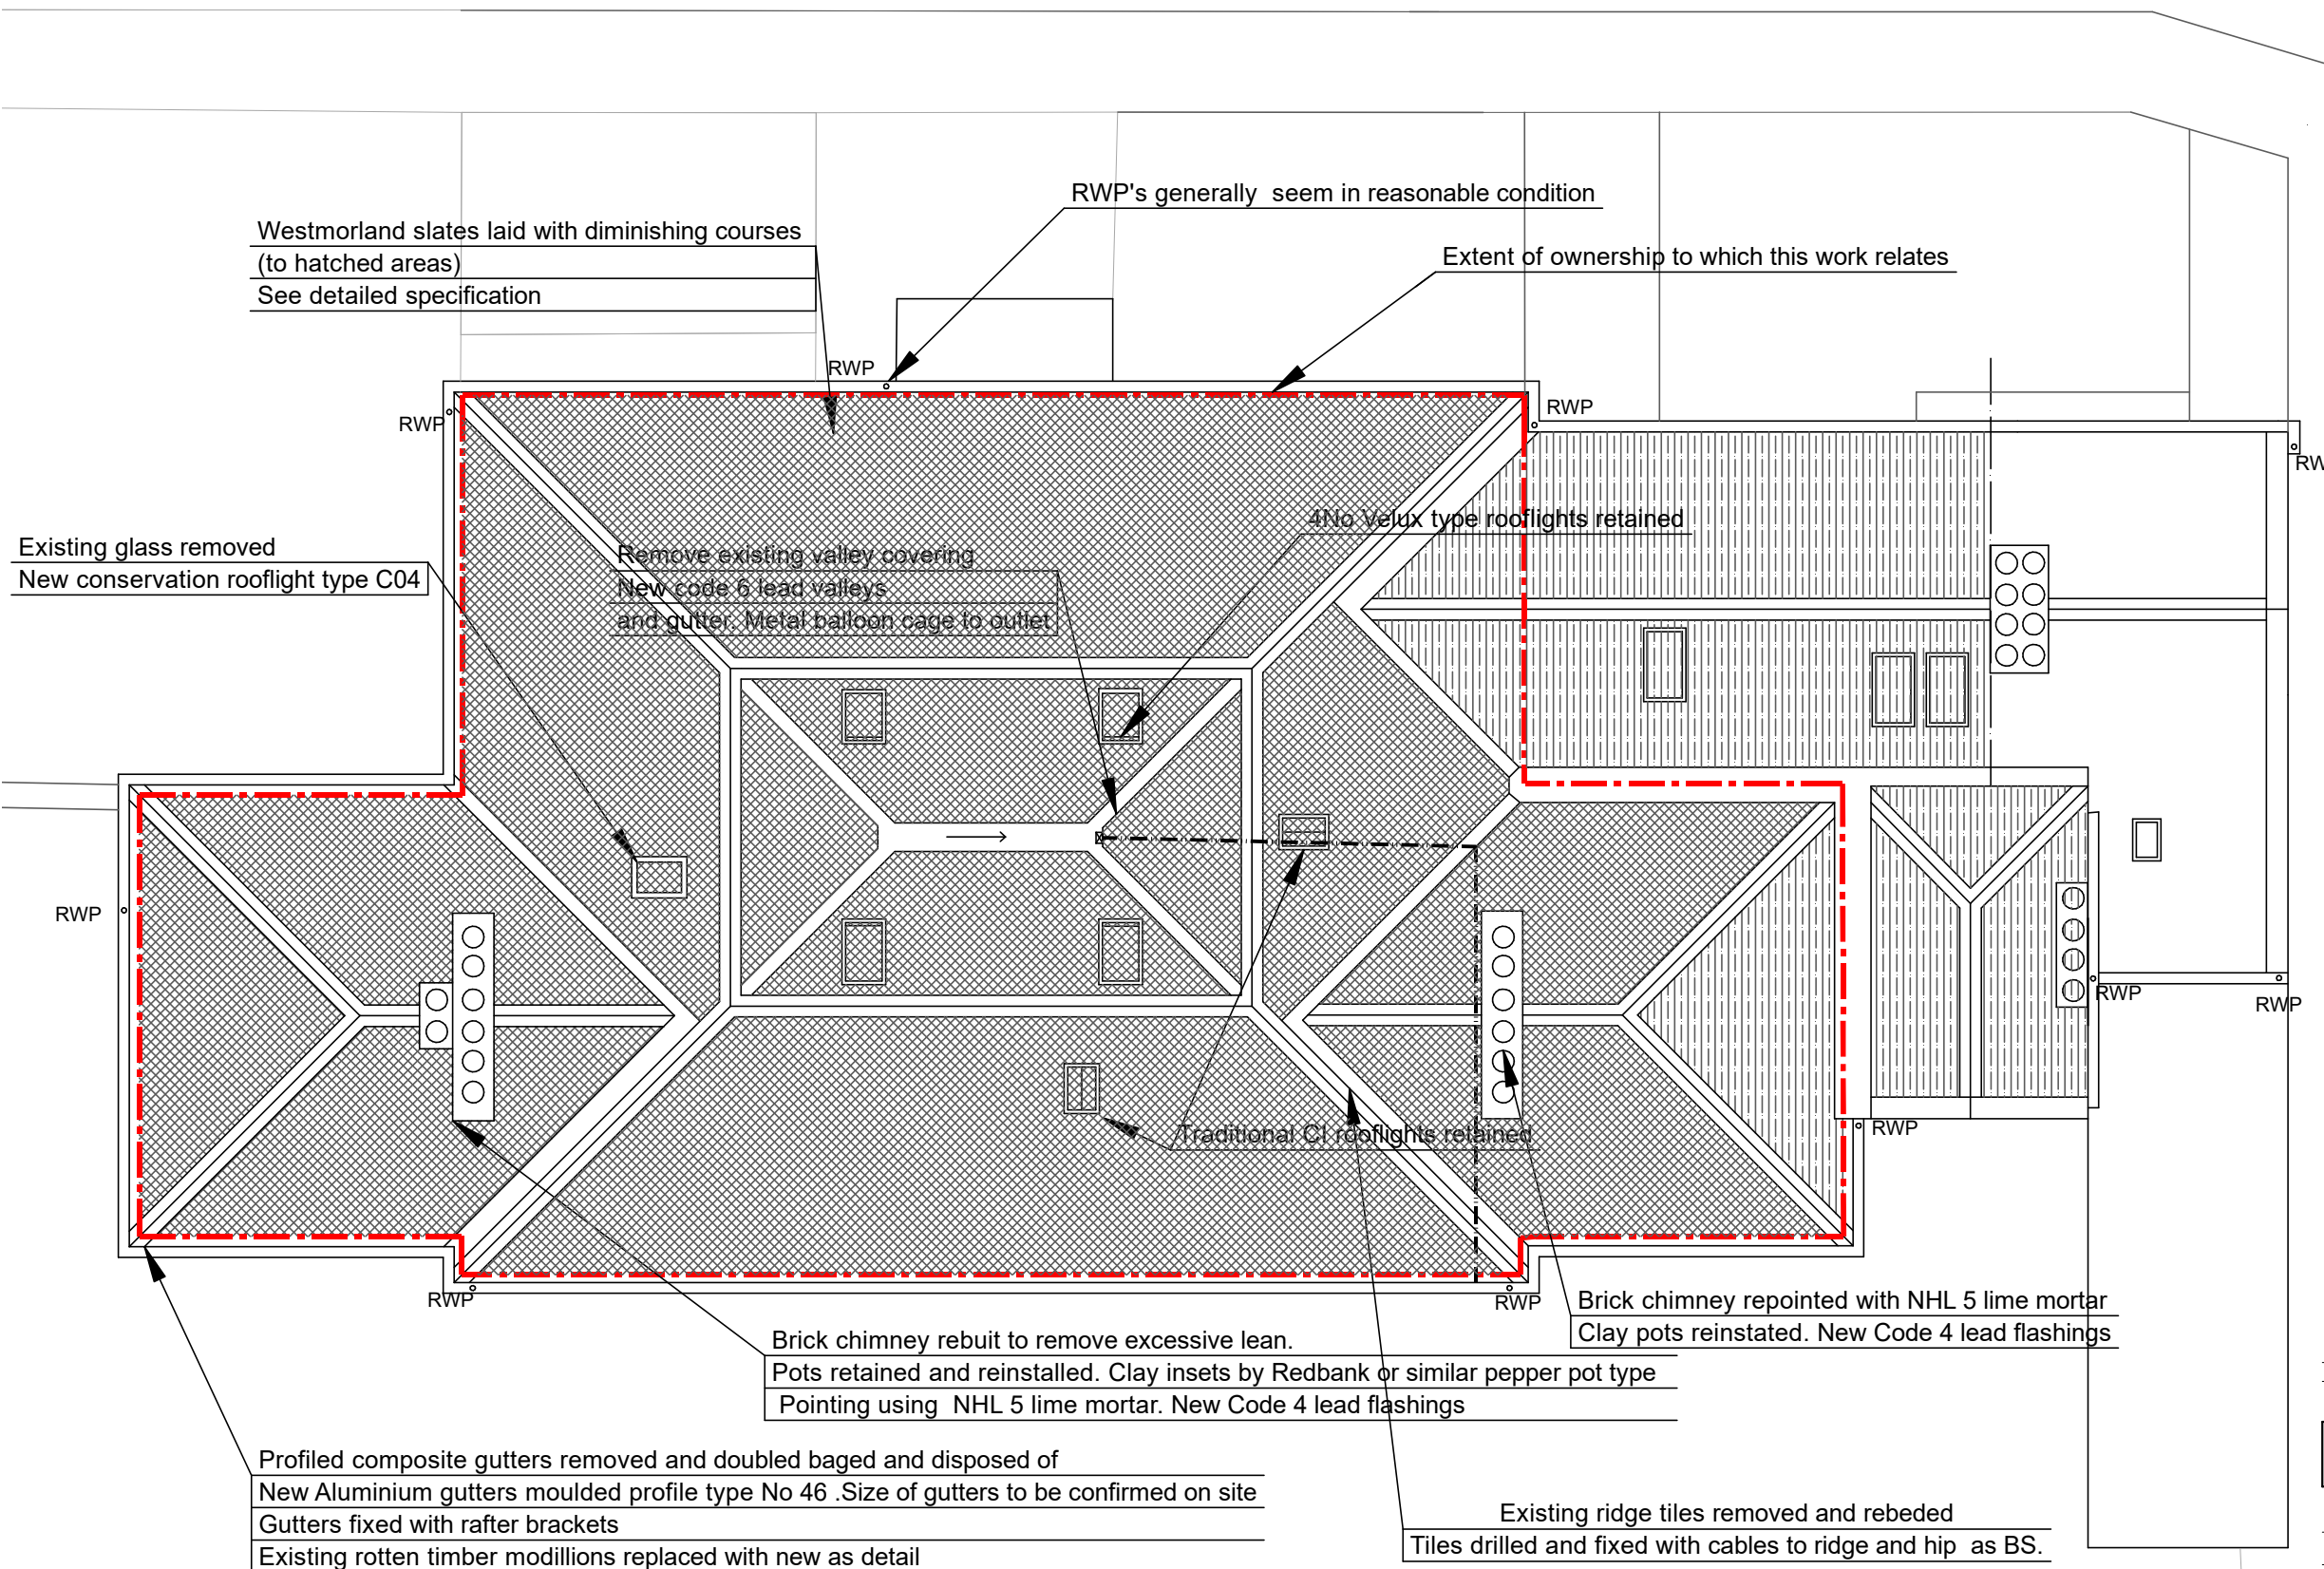 RWP's generally  seem in reasonable condition
Westmorland slates laid with diminishing courses
(to hatched areas)
See detailed specification
Extent of ownership to which this work relates
RWP
RWP
RWP
RW
4No Velux type rooflights retained
Existing glass removed
New conservation rooflight type C04
Remove existing valley covering
New code 6 lead valleys
and gutter. Metal balloon cage to outlet
RWP
RWP
RWP
RWP
Traditional CI rooflights retained
RWP
RWP
Brick chimney repointed with NHL 5 lime mortar
Clay pots reinstated. New Code 4 lead flashings
Brick chimney rebuit to remove excessive lean.
Pots retained and reinstalled. Clay insets by Redbank or similar pepper pot type
Pointing using  NHL 5 lime mortar. New Code 4 lead flashings
Profiled composite gutters removed and doubled baged and disposed of
New Aluminium gutters moulded profile type No 46 .Size of gutters to be confirmed on site
Gutters fixed with rafter brackets
Existing rotten timber modillions replaced with new as detail
Existing ridge tiles removed and rebeded
Tiles drilled and fixed with cables to ridge and hip  as BS.